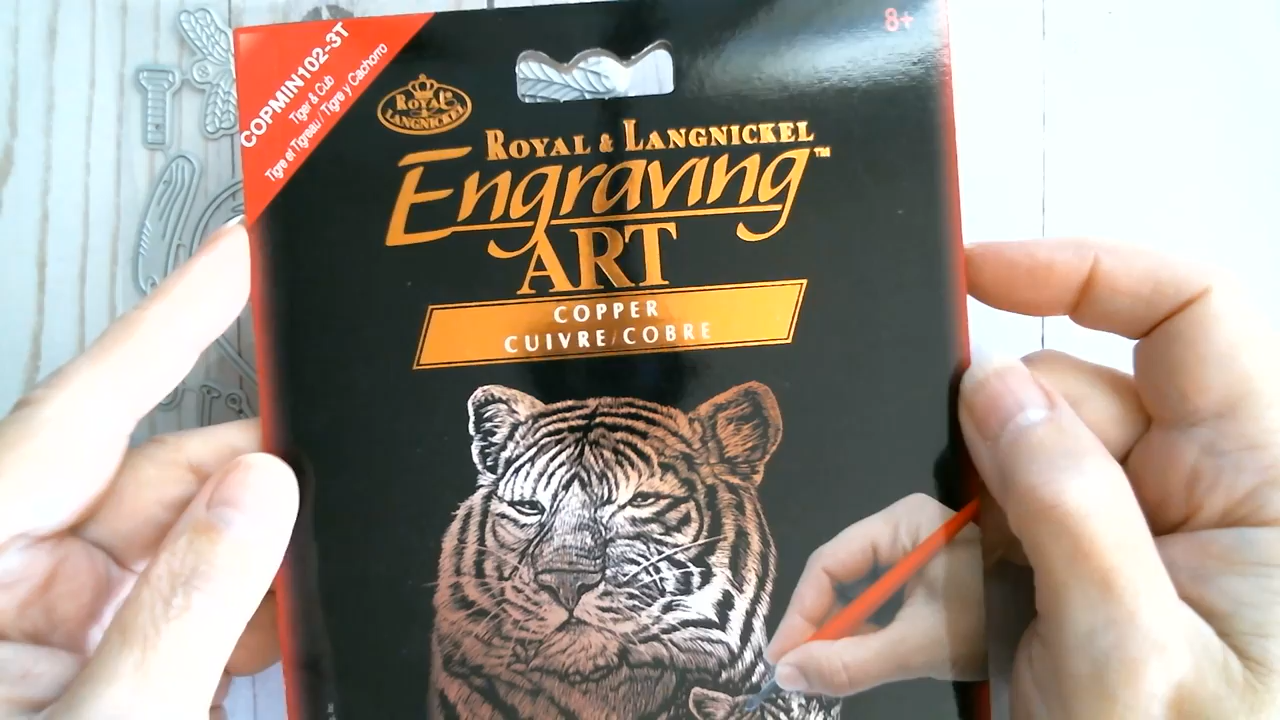 COPMIN102-3T
Tiger & Cub
Tigre et Tigreau / Tigre y Cachorro
8+
ROYAL &
LANGNICKEL
ROYAL & LANGNICKEL
Engraving™
ART
COPPER
CUIVRE/COBRE